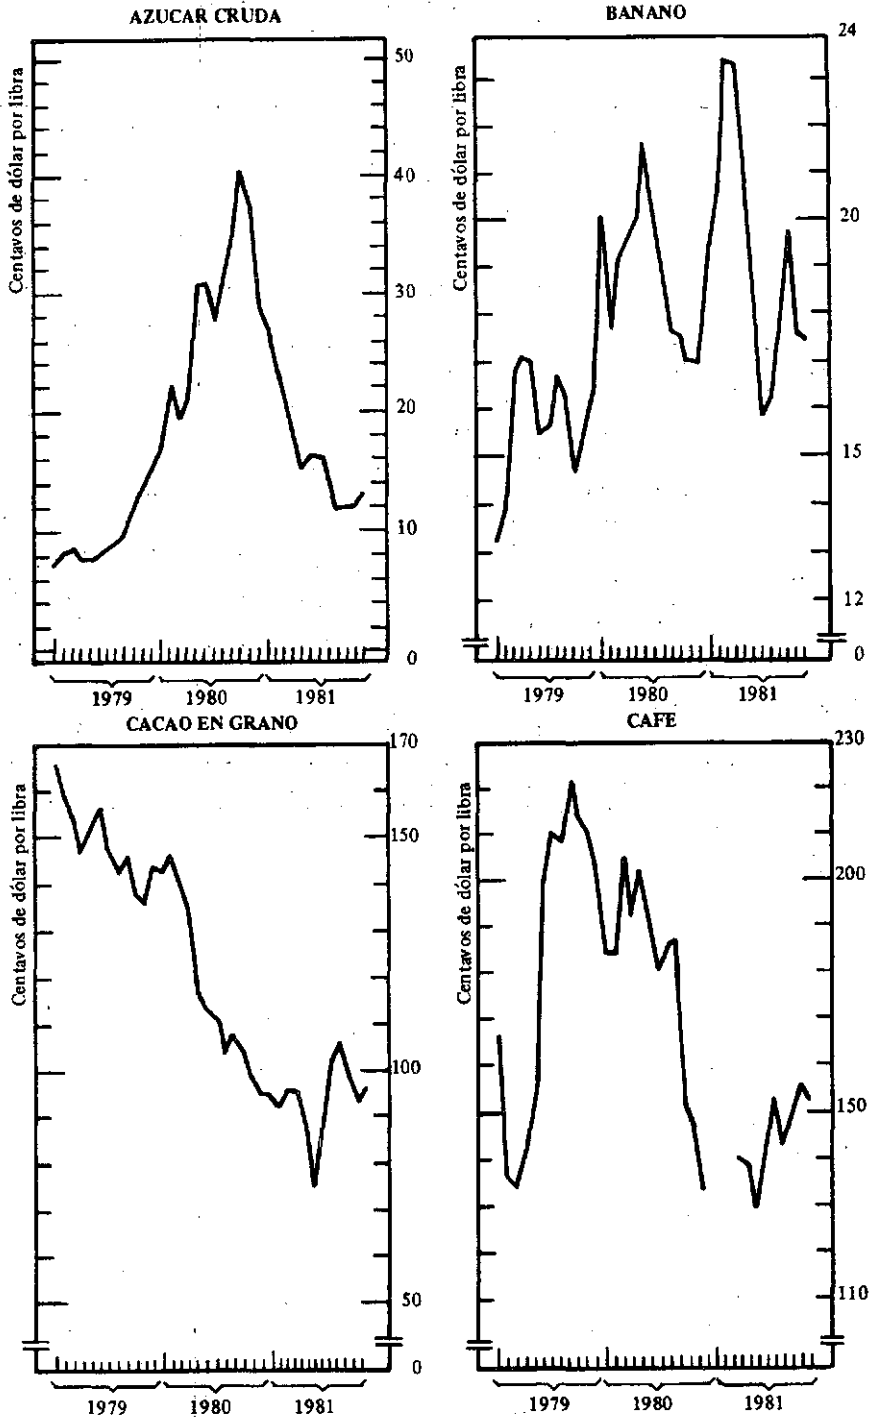 AZUCAR CRUDA
Centavos de dólar por libra
50
40
30
20
10
0
1979 1980 1981
BANANO
Centavos de dólar por libra
24
20
15
12
0
1979 1980 1981
CACAO EN GRANO
Centavos de dólar por libra
170
150
100
50
0
1979 1980 1981
CAFE
Centavos de dólar por libra
230
200
150
110
1979 1980 1981